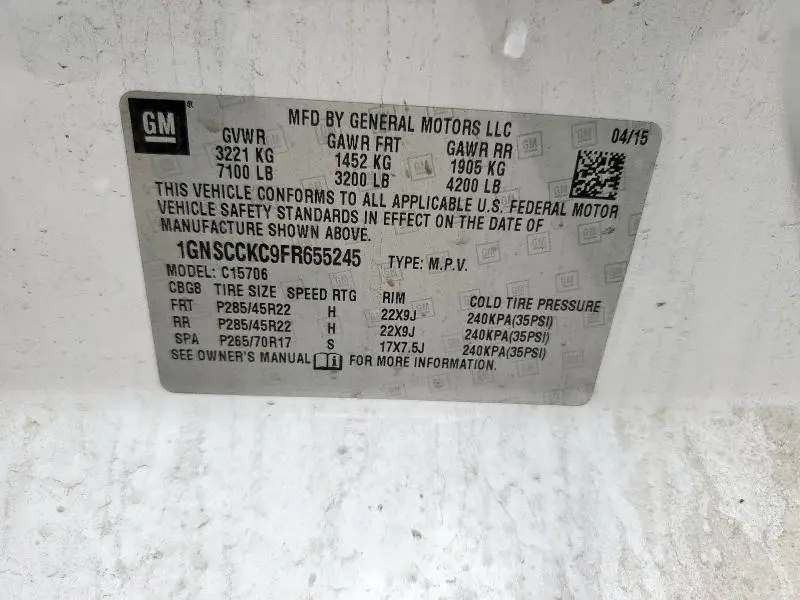 GM ® MFD BY GENERAL MOTORS LLC 04/15
GVWR GAWR FRT GAWR RR
3221 KG 1452 KG 1905 KG
7100 LB 3200 LB 4200 LB
THIS VEHICLE CONFORMS TO ALL APPLICABLE U.S. FEDERAL MOTOR
VEHICLE SAFETY STANDARDS IN EFFECT ON THE DATE OF
MANUFACTURE SHOWN ABOVE.
1GNSCCKC9FR655245 TYPE: M.P.V.
MODEL: C15706
CBG8 TIRE SIZE SPEED RTG RIM COLD TIRE PRESSURE
FRT P285/45R22 H 22X9J 240KPA(35PSI)
RR P285/45R22 H 22X9J 240KPA(35PSI)
SPA P265/70R17 S 17X7.5J 240KPA(35PSI)
SEE OWNER'S MANUAL i FOR MORE INFORMATION.